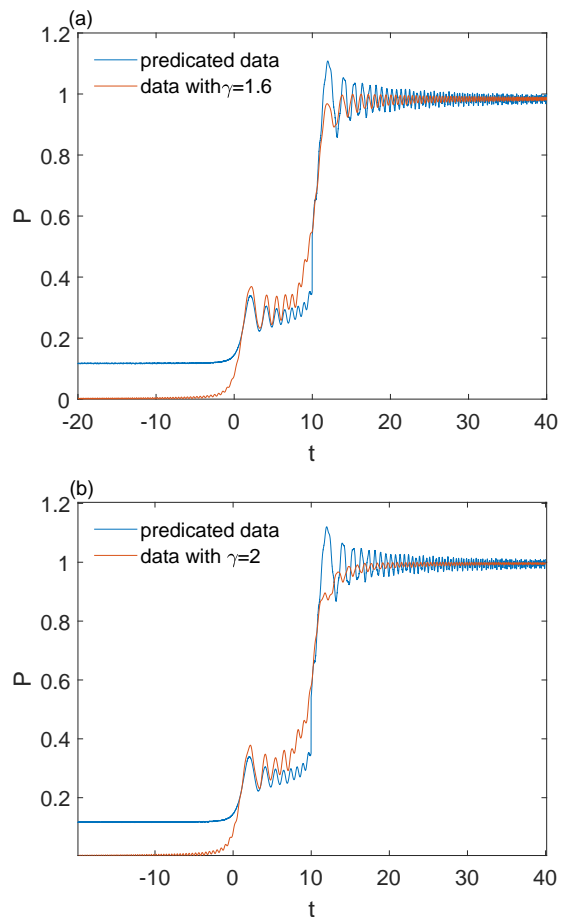 (a)
predicated data
data with γ=1.6
1.2
1
0.8
0.6
0.4
0.2
0
P
-20 -10 0 10 20 30 40
t
(b)
predicated data
data with γ=2
1.2
1
0.8
0.6
0.4
0.2
P
-10 0 10 20 30 40
t